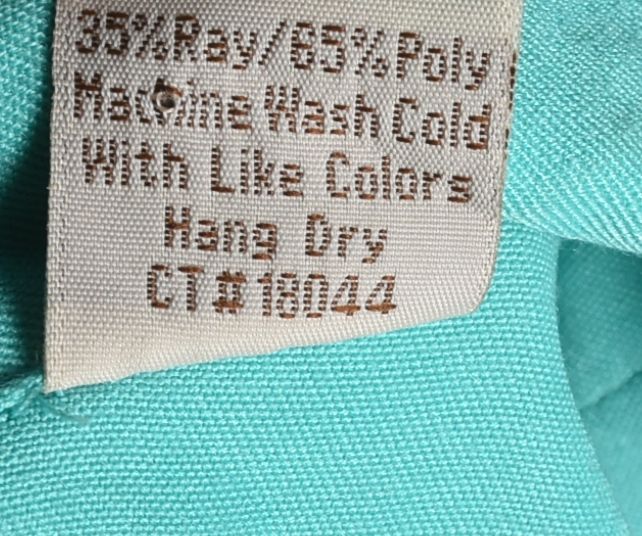 35%Ray/65%Poly
Machine Wash Cold
With Like Colors
Hang Dry
CT#18044